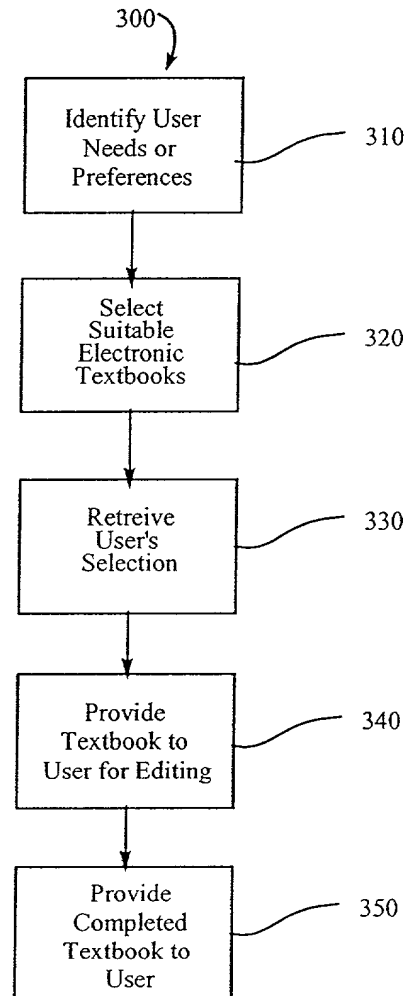 300
Identify User
Needs or
Preferences
310
Select
Suitable
Electronic
Textbooks
320
Retreive
User's
Selection
330
Provide
Textbook to
User for Editing
340
Provide
Completed
Textbook to
User
350